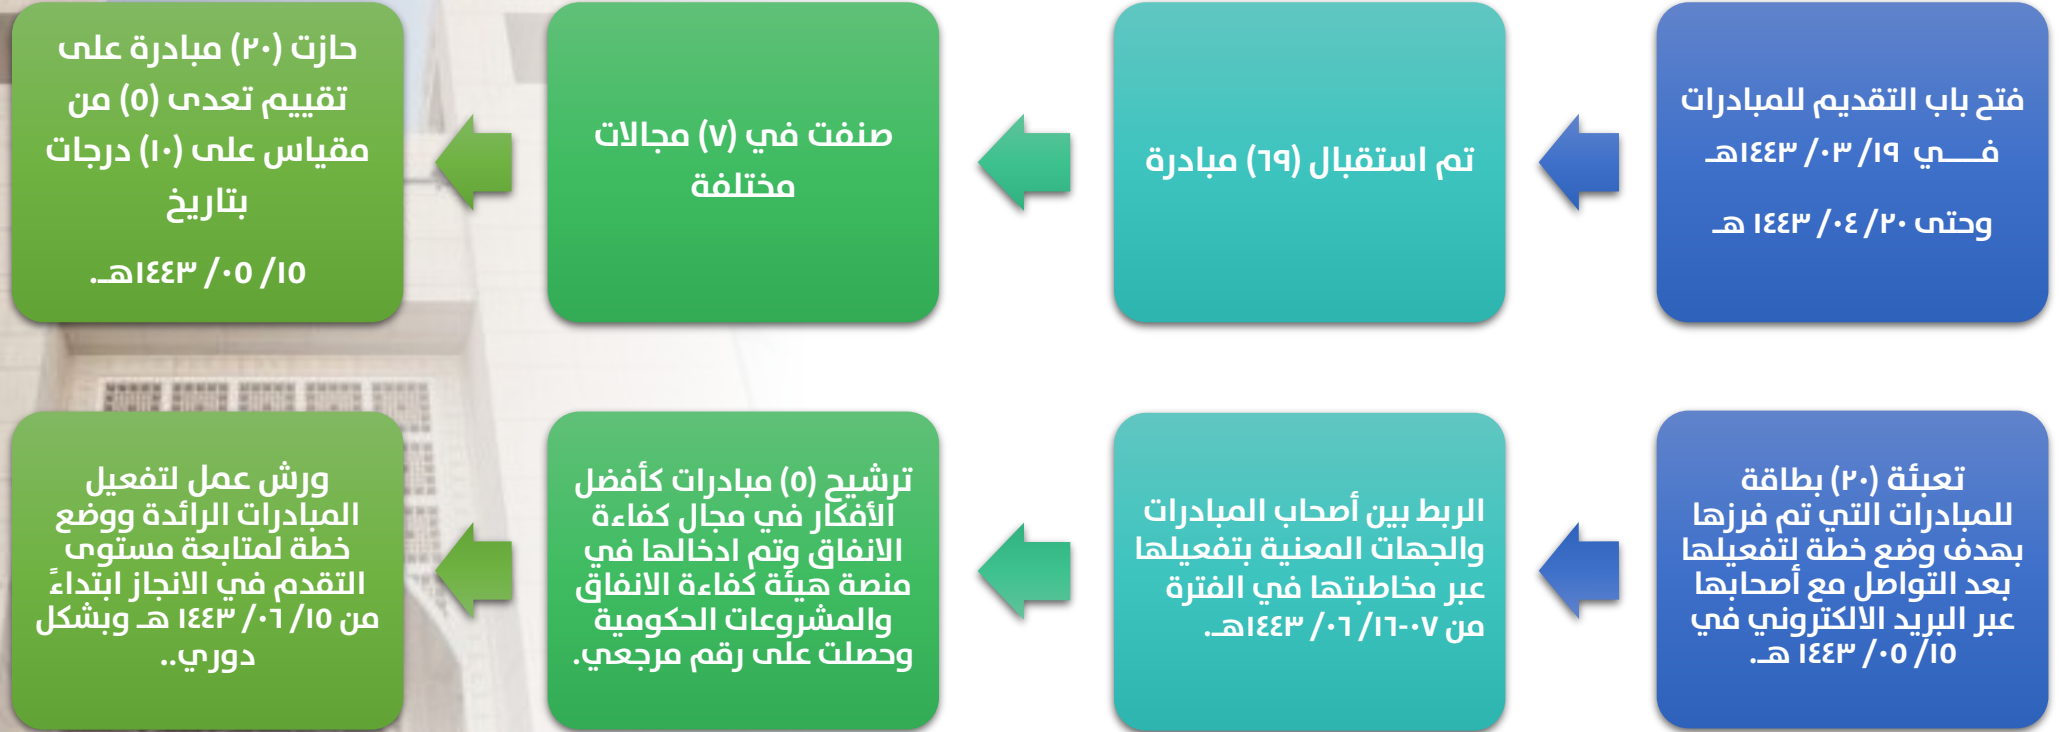 فتح باب التقديم للمبادرات
فــــي ١٩/ ٠٣/ ١٤٤٣هـ
وحتى ٢٠/ ٠٤/ ١٤٤٣ هـ
تم استقبال (٦٩) مبادرة
صنفت في (٧) مجالات
مختلفة
حازت (٢٠) مبادرة على
تقييم تعدى (٥) من
مقياس على (١٠) درجات
بتاريخ
١٥/ ٠٥/ ١٤٤٣هـ.
تعبئة (٢٠) بطاقة
للمبادرات التي تم فرزها
بهدف وضع خطة لتفعيلها
بعد التواصل مع أصحابها
عبر البريد الالكتروني في
١٥/ ٠٥/ ١٤٤٣ هـ.
الربط بين أصحاب المبادرات
والجهات المعنية بتفعيلها
عبر مخاطبتها في الفترة
من ٠٧-١٦/ ٠٦/ ١٤٤٣هـ.
ترشيح (٥) مبادرات كأفضل
الأفكار في مجال كفاءة
الانفاق وتم ادخالها في
منصة هيئة كفاءة الانفاق
والمشروعات الحكومية
وحصلت على رقم مرجعي.
ورش عمل لتفعيل
المبادرات الرائدة ووضع
خطة لمتابعة مستوى
التقدم في الانجاز ابتداءً
من ١٥/ ٠٦/ ١٤٤٣ هـ وبشكل
دوري..